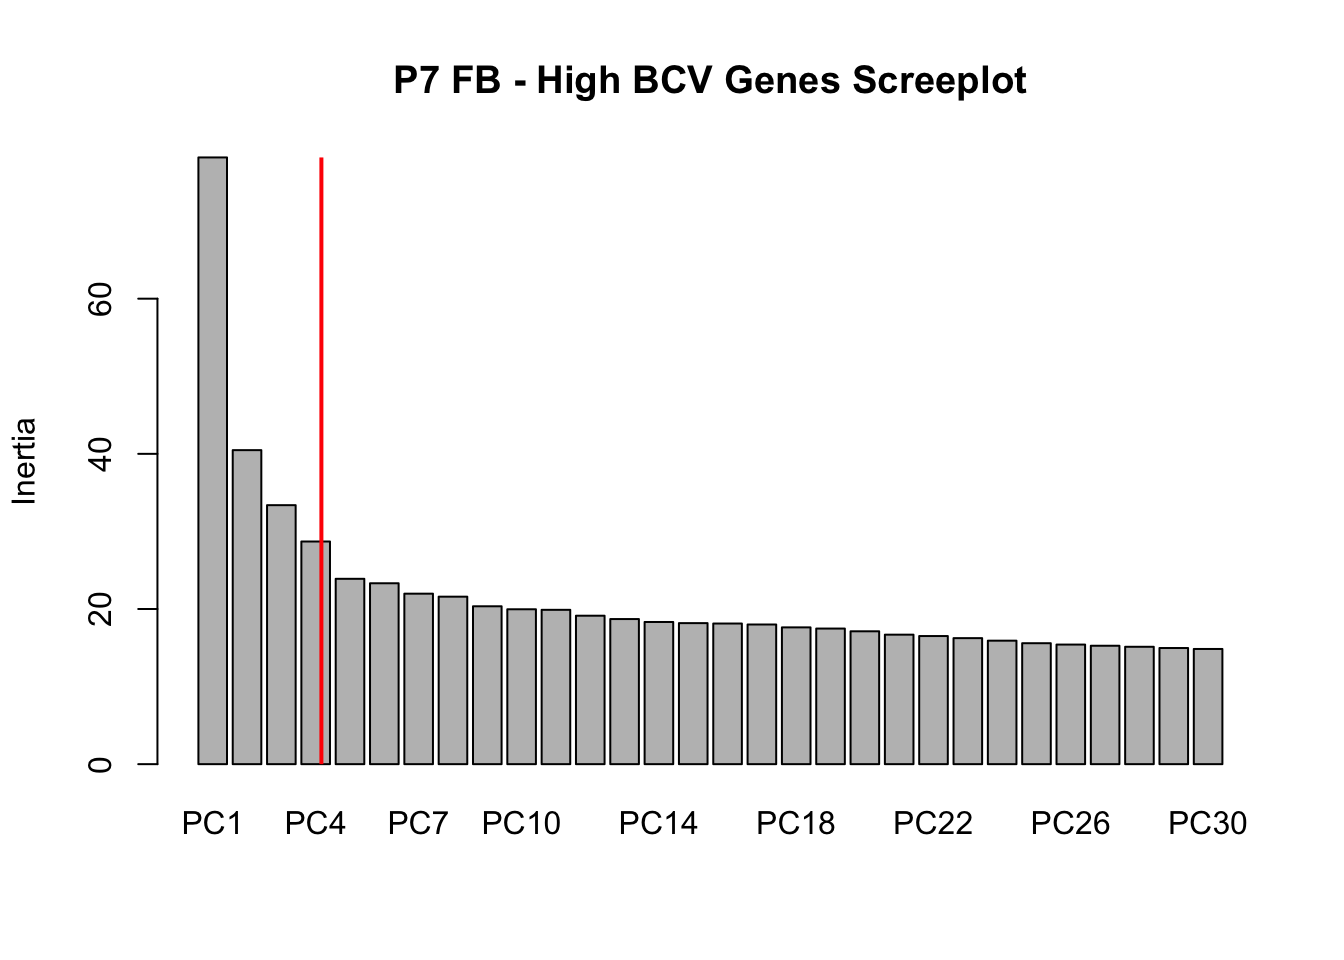 P7 FB - High BCV Genes Screeplot
Inertia
60
40
20
0
PC1 PC4 PC7 PC10 PC14 PC18 PC22 PC26 PC30